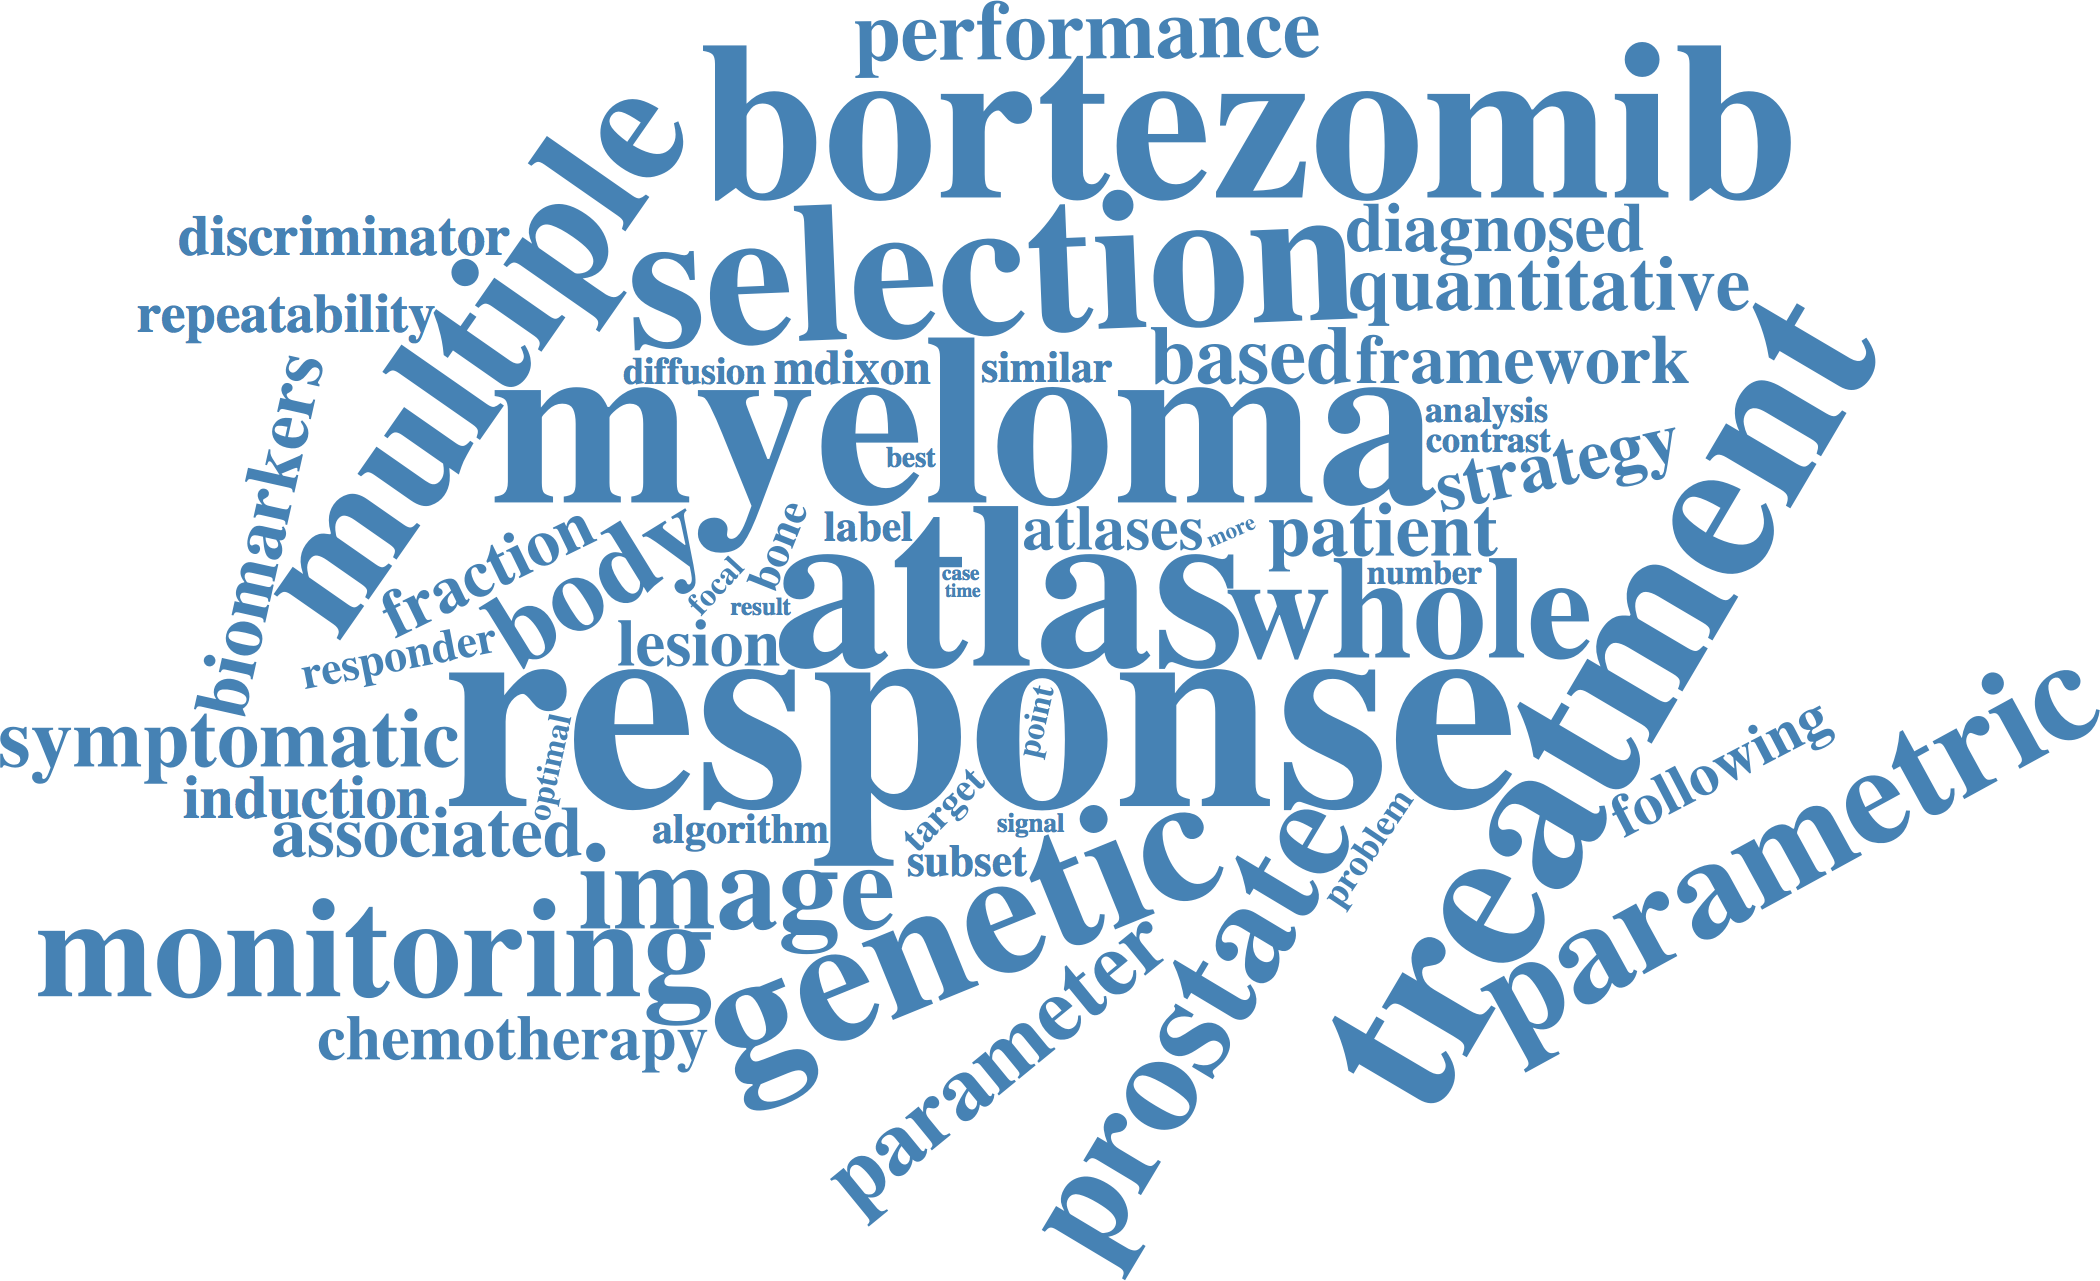 performance
bortezomib
multiple
selection
discriminator
diagnosed
quantitative
repeatability
diffusion
mdixon
similar
based
framework
treatment
biomarkers
myeloma
best
analysis
contrast
strategy
fraction
body
bone
focal
label
atlases
more
patient
atlas
case
time
number
whole
result
responder
lesion
symptomatic
response
point
optimal
induction
associated
algorithm
target
signal
subset
problem
following
parametric
image
genetic
prostate
monitoring
parameter
chemotherapy